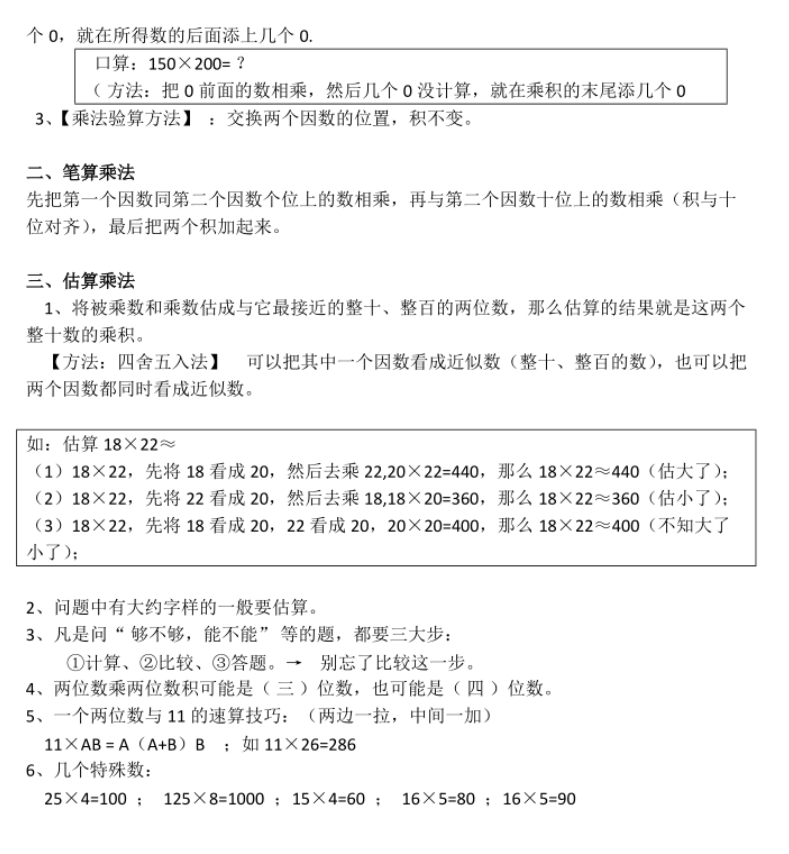 个 0，就在所得数的后面添上几个 0.
口算：150×200= ？
（ 方法：把 0 前面的数相乘，然后几个 0 没计算，就在乘积的末尾添几个 0
3、【乘法验算方法】 ：交换两个因数的位置，积不变。
二、笔算乘法
先把第一个因数同第二个因数个位上的数相乘，再与第二个因数十位上的数相乘（积与十
位对齐），最后把两个积加起来。
三、估算乘法
1、将被乘数和乘数估成与它最接近的整十、整百的两位数，那么估算的结果就是这两个
整十数的乘积。
【方法：四舍五入法】 可以把其中一个因数看成近似数（整十、整百的数），也可以把
两个因数都同时看成近似数。
如：估算 18×22≈
（1）18×22，先将 18 看成 20，然后去乘 22,20×22=440，那么 18×22≈440（估大了）；
（2）18×22，先将 22 看成 20，然后去乘 18,18×20=360，那么 18×22≈360（估小了）；
（3）18×22，先将 18 看成 20，22 看成 20，20×20=400，那么 18×22≈400（不知大了
小了）；
2、问题中有大约字样的一般要估算。
3、凡是问“ 够不够，能不能” 等的题，都要三大步：
①计算、②比较、③答题。→ 别忘了比较这一步。
4、两位数乘两位数积可能是（ 三 ）位数，也可能是（ 四 ）位数。
5、一个两位数与 11 的速算技巧：（两边一拉，中间一加）
11×AB = A（A+B）B ；如 11×26=286
6、几个特殊数：
25×4=100 ； 125×8=1000 ；15×4=60 ； 16×5=80 ；16×5=90